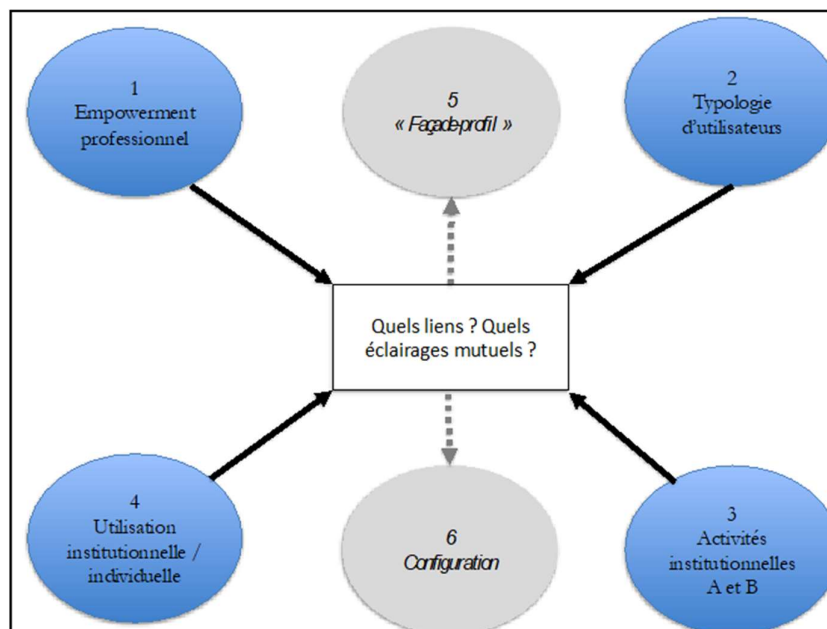 1
Empowerment
professionnel
5
« Façade-profil »
2
Typologie
d’utilisateurs
Quels liens ? Quels
éclairages mutuels ?
4
Utilisation
institutionnelle /
individuelle
6
Configuration
3
Activités
institutionnelles
A et B